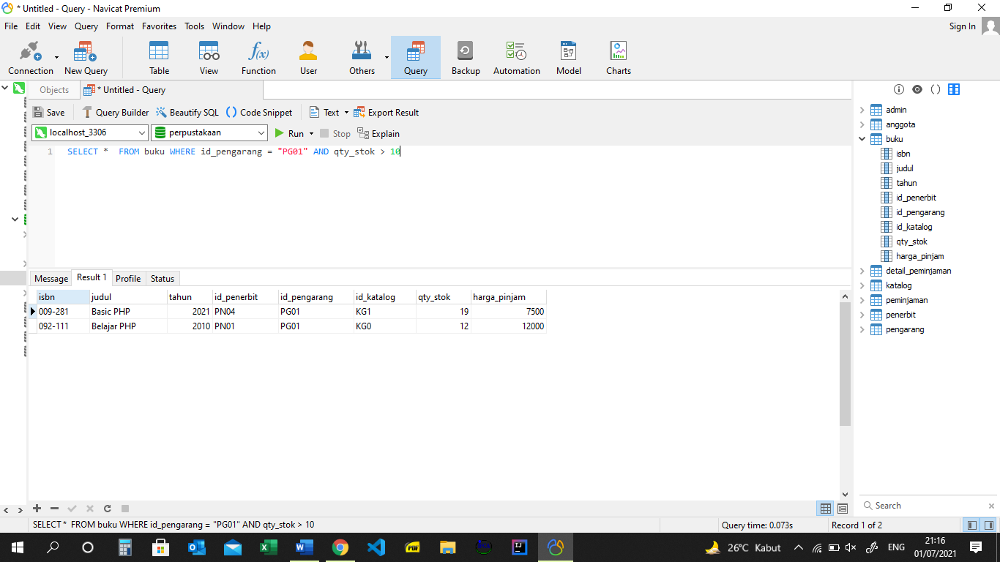 * Untitled - Query - Navicat Premium
File Edit View Query Format Favorites Tools Window Help Sign In
Connection New Query Table View Function User Others Query Backup Automation Model Charts
f(x)
Objects * Untitled - Query
Save Query Builder Beautify SQL () Code Snippet Text Export Result
localhost_3306 perpustakaan Run Stop Explain
1 SELECT *  FROM buku WHERE id_pengarang = "PG01" AND qty_stok > 10
Message Result 1 Profile Status
isbn judul tahun id_penerbit id_pengarang id_katalog qty_stok harga_pinjam
009-281 Basic PHP 2021 PN04 PG01 KG1 19 7500
092-111 Belajar PHP 2010 PN01 PG01 KG0 12 12000
admin
anggota
buku
isbn
judul
tahun
id_penerbit
id_pengarang
id_katalog
qty_stok
harga_pinjam
detail_peminjaman
katalog
peminjaman
penerbit
pengarang
Search
SELECT *  FROM buku WHERE id_pengarang = "PG01" AND qty_stok > 10 Query time: 0.073s Record 1 of 2
PDF
IJ
26°C Kabut ENG 21:16
01/07/2021